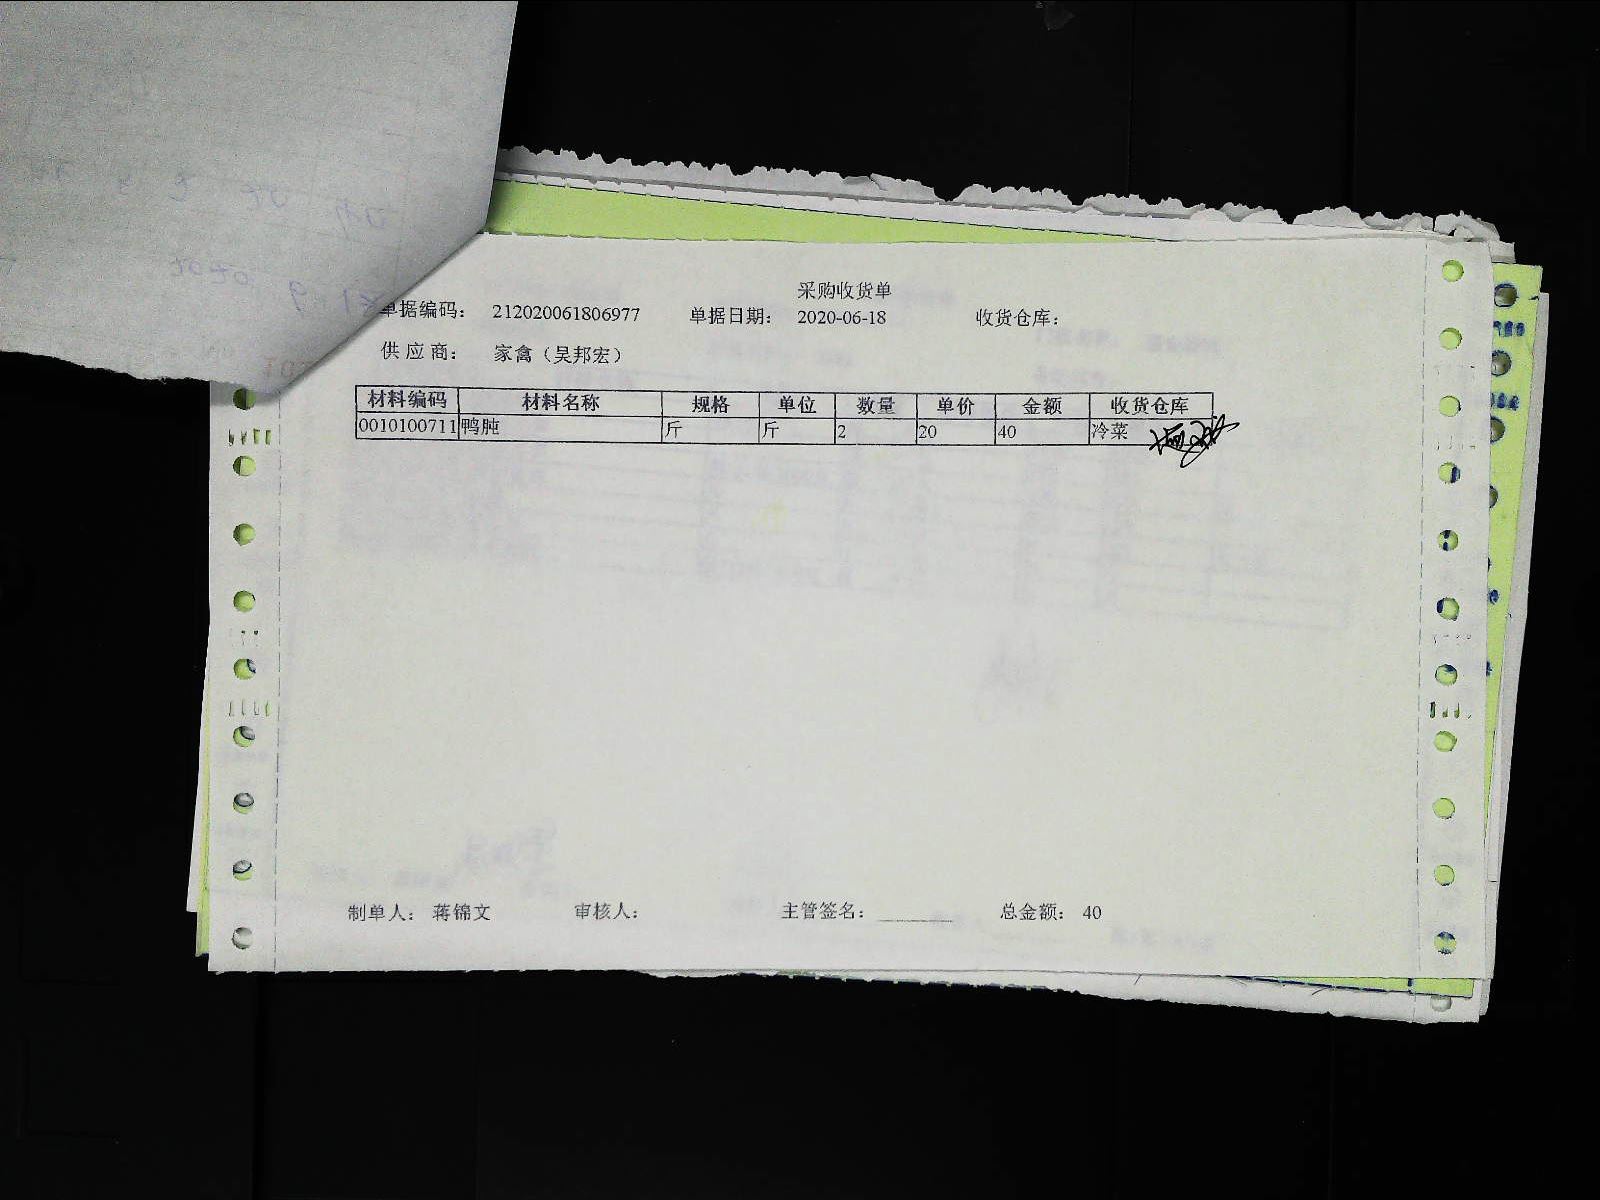 采购收货单
单据编码： 212020061806977 单据日期： 2020-06-18 收货仓库：
供应商： 家禽（吴邦宏）
材料编码 材料名称 规格 单位 数量 单价 金额 收货仓库
0010100711 鸭肫 斤 斤 2 20 40 冷菜
制单人： 蒋锦文 审核人： 主管签名： 总金额： 40